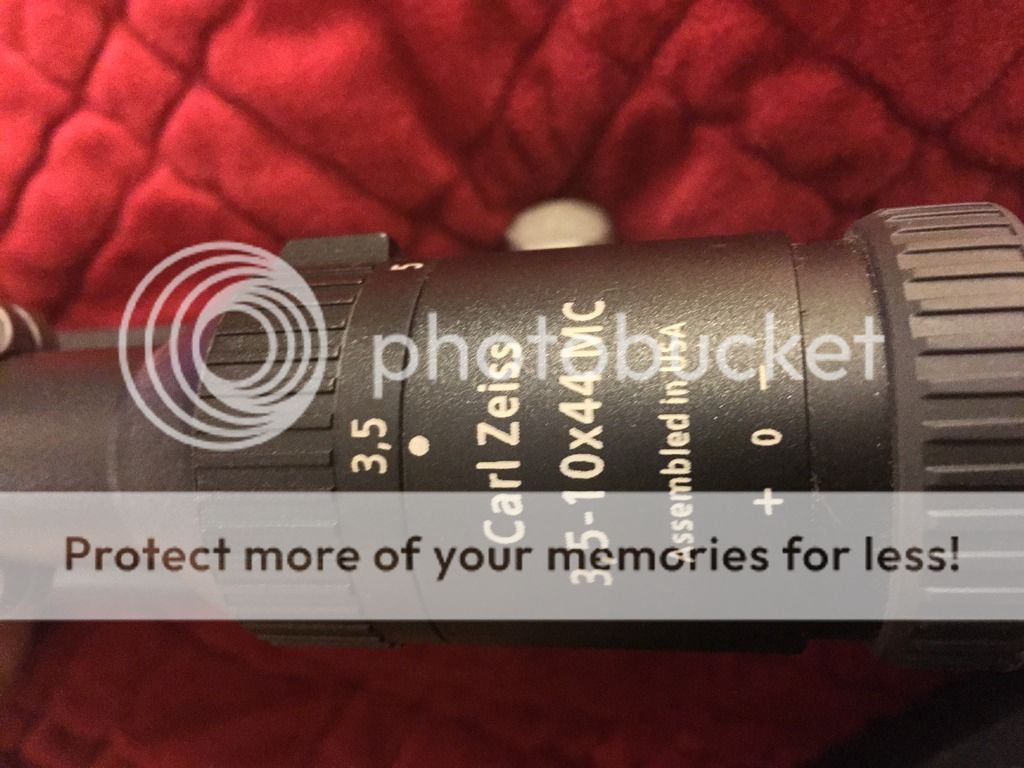 5
3,5
Carl Zeiss
3,5-10x44 MC
Assembled in USA
+ 0 –
photobucket
Protect more of your memories for less!